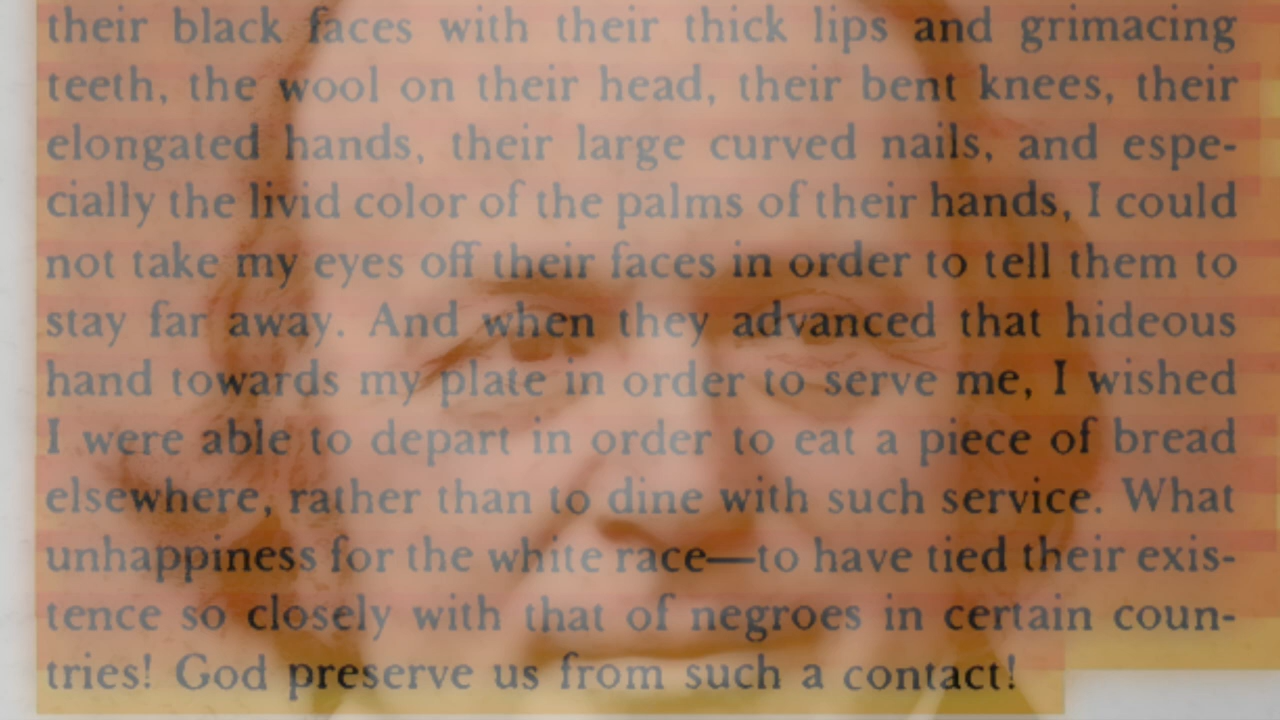 their black faces with their thick lips and grimacing
teeth, the wool on their head, their bent knees, their
elongated hands, their large curved nails, and espe-
cially the livid color of the palms of their hands, I could
not take my eyes off their faces in order to tell them to
stay far away. And when they advanced that hideous
hand towards my plate in order to serve me, I wished
I were able to depart in order to eat a piece of bread
elsewhere, rather than to dine with such service. What
unhappiness for the white race—to have tied their exis-
tence so closely with that of negroes in certain coun-
tries! God preserve us from such a contact!